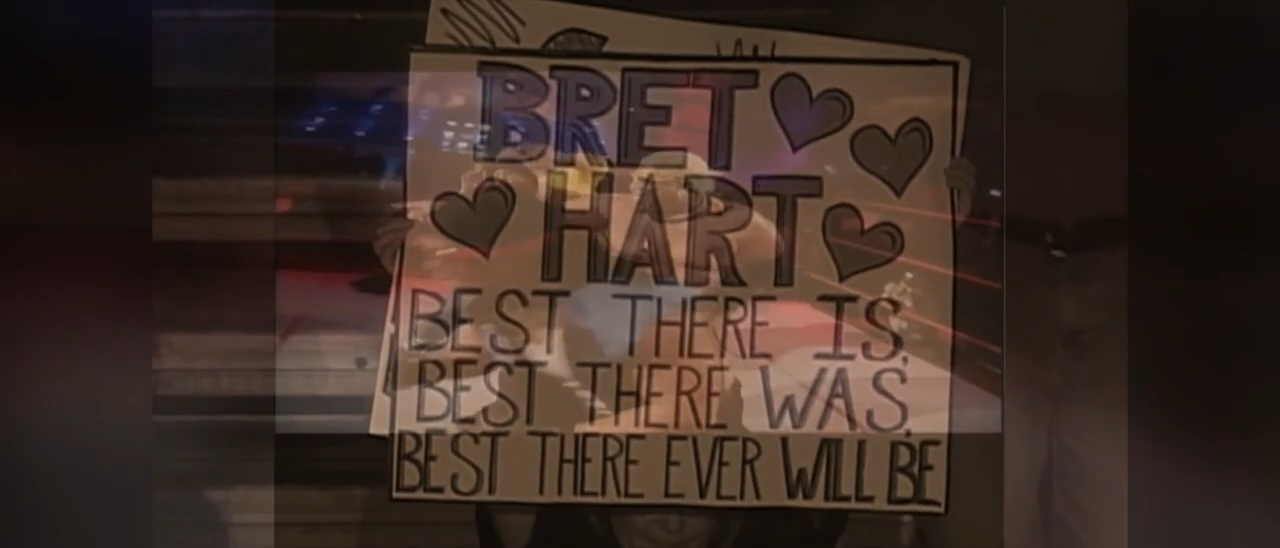 BRET
HART
BEST THERE IS,
BEST THERE WAS,
BEST THERE EVER WILL BE